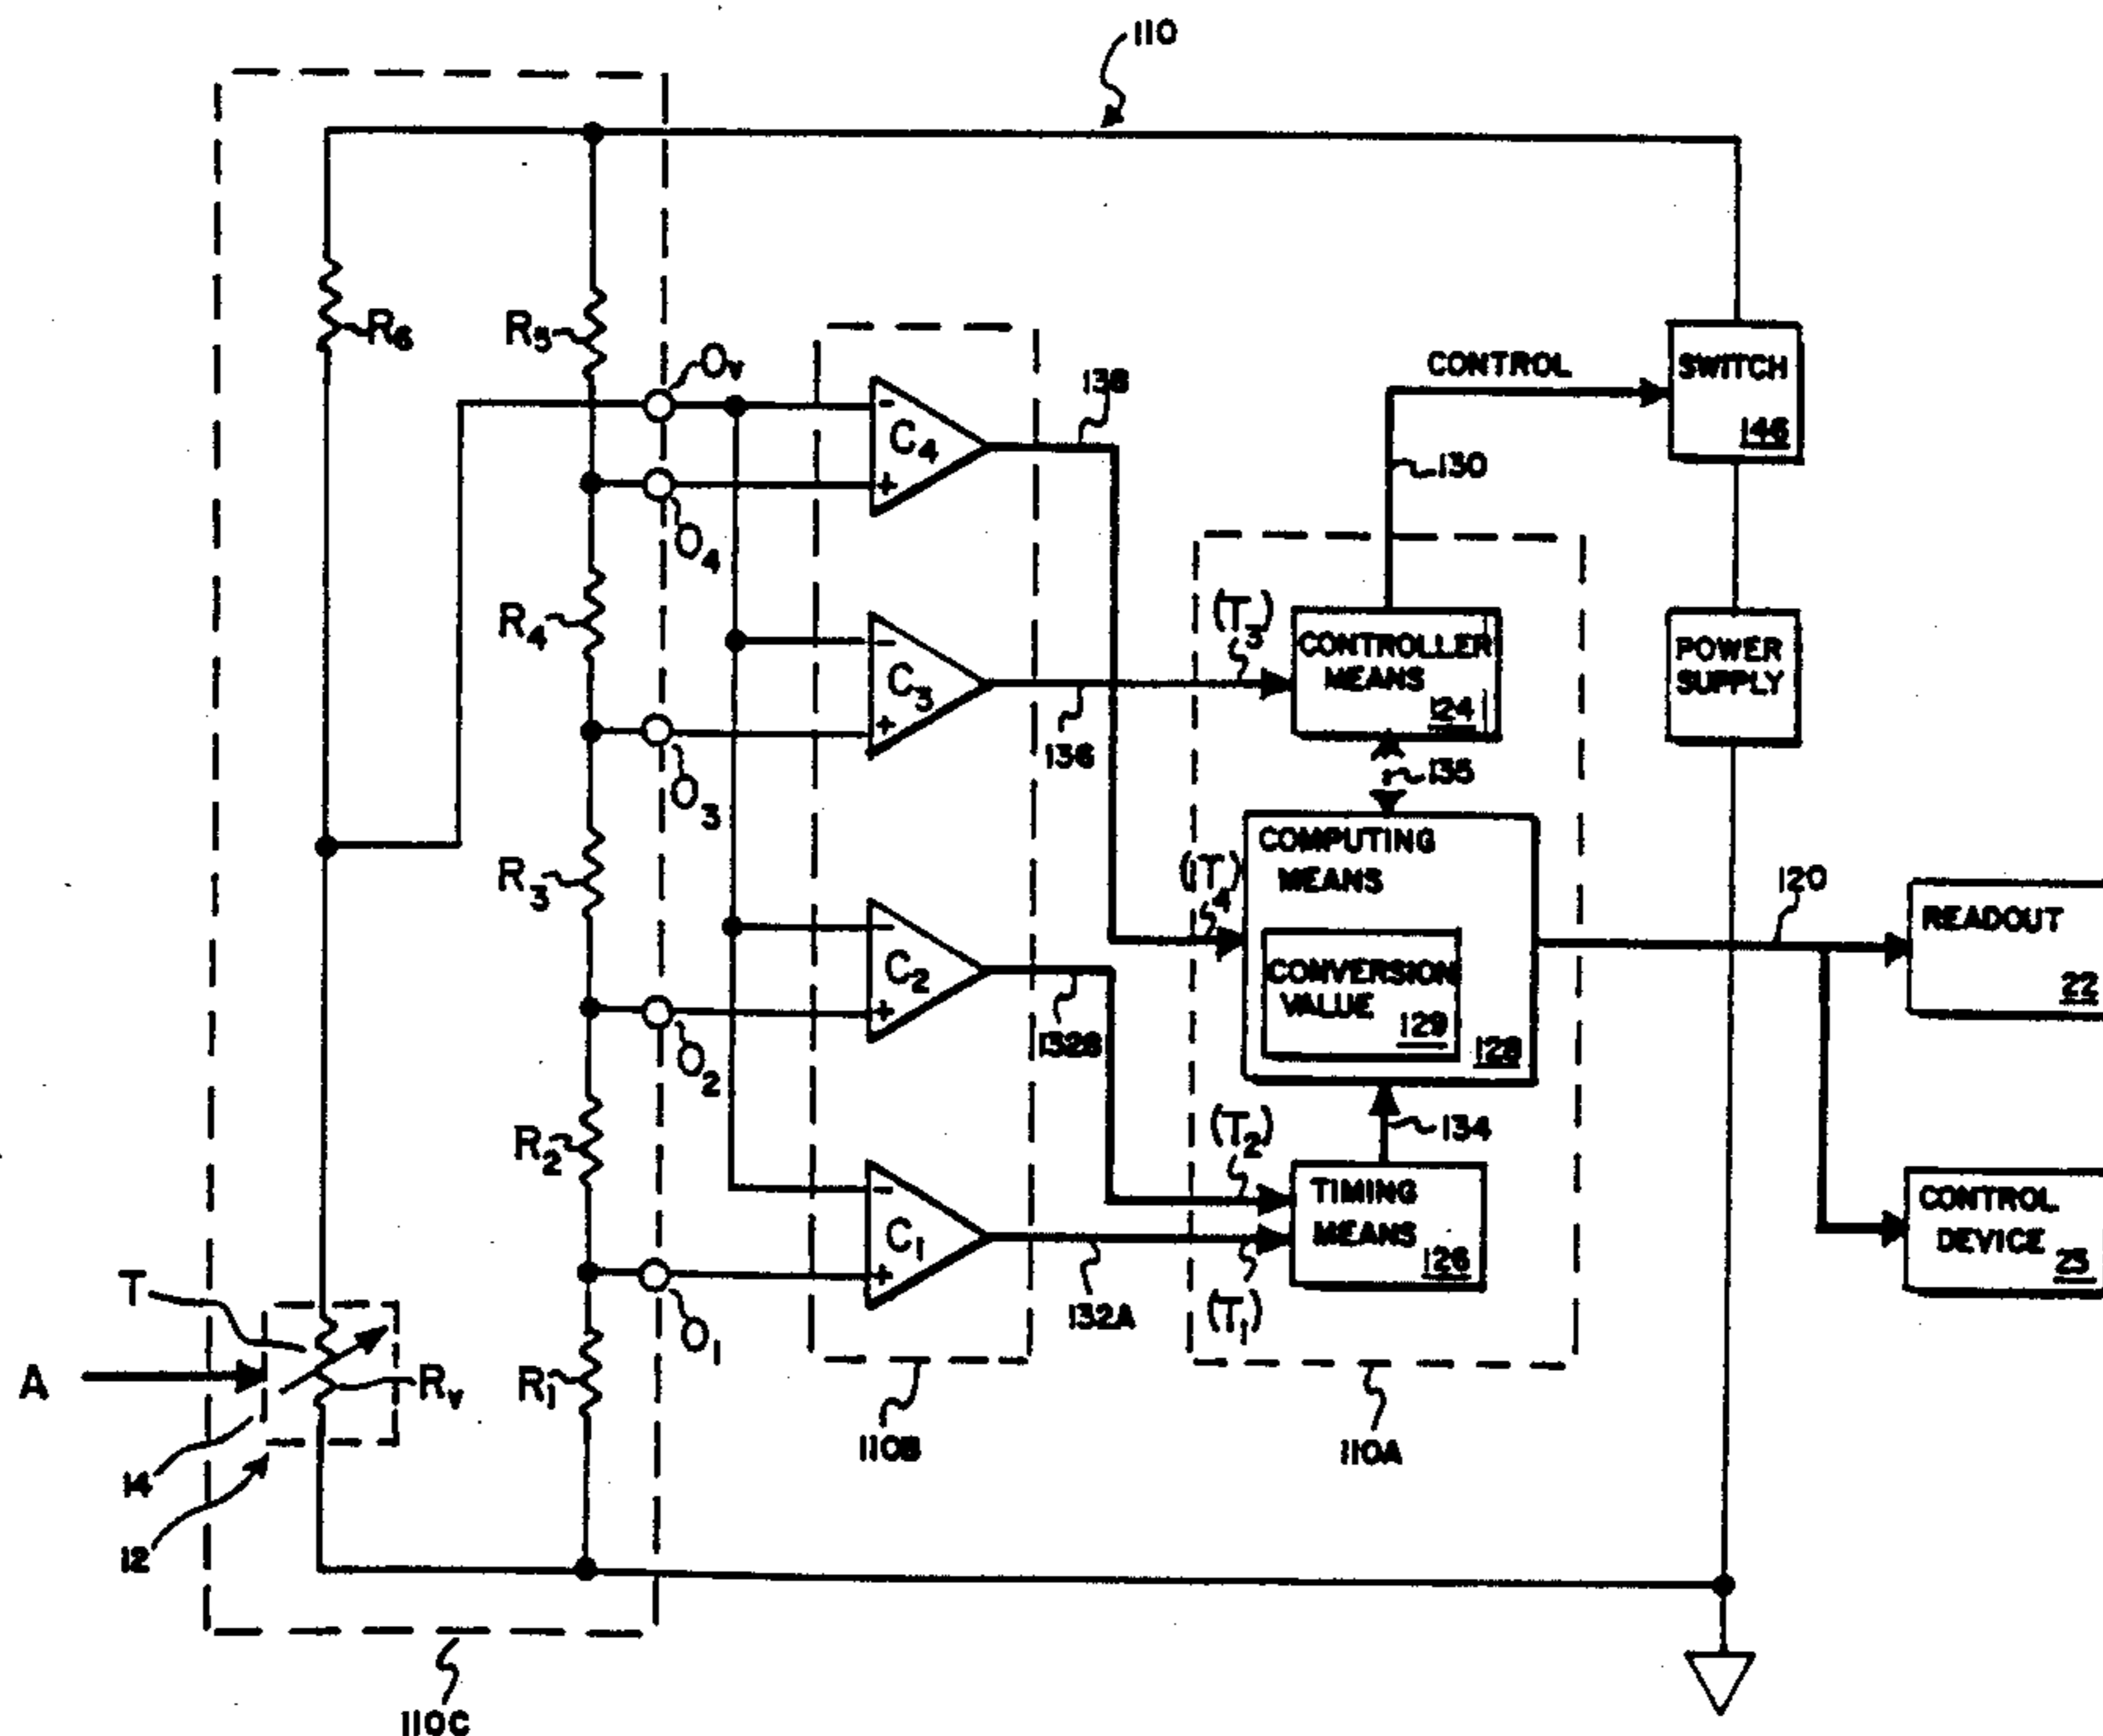 110
R6
R5
Ov
138
CONTROL
SWITCH
146
C4
-
+
130
O4
R4
(T3)
CONTROLLER
MEANS
124
POWER
SUPPLY
C3
-
+
136
135
O3
COMPUTING
MEANS
(T4)
120
READOUT
22
R3
C2
-
+
CONVERSION
VALUE
129
128
132B
O2
(T2)
134
R2
TIMING
MEANS
126
CONTROL
DEVICE
25
C1
-
+
132A
(T1)
O1
T
A
Rv
R1
14
12
110B
110A
110C